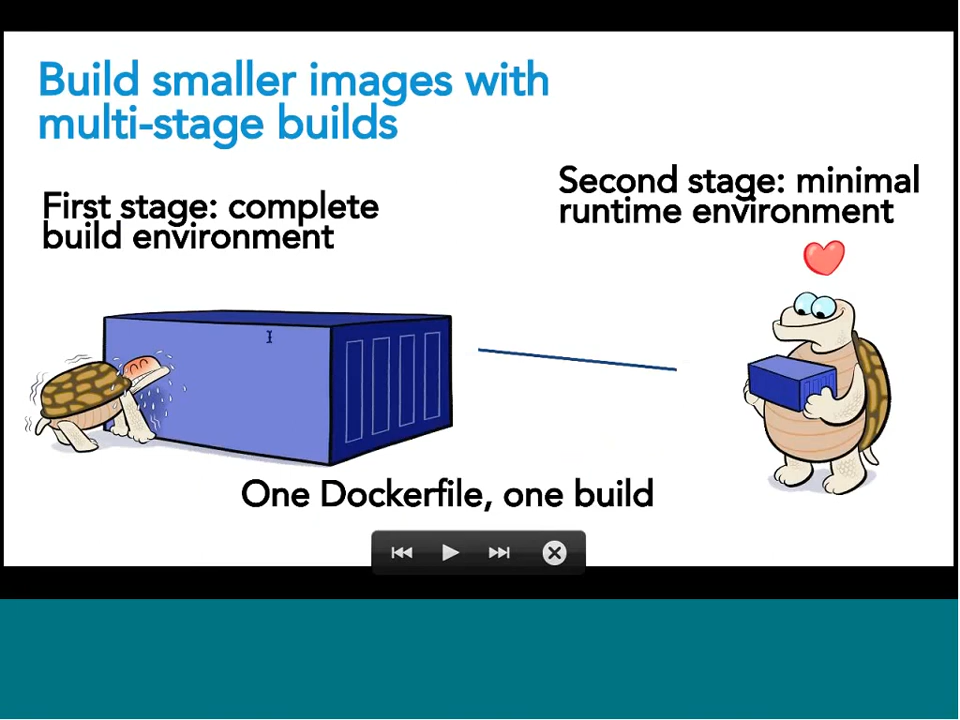 Build smaller images with
multi-stage builds
First stage: complete
build environment
Second stage: minimal
runtime environment
One Dockerfile, one build